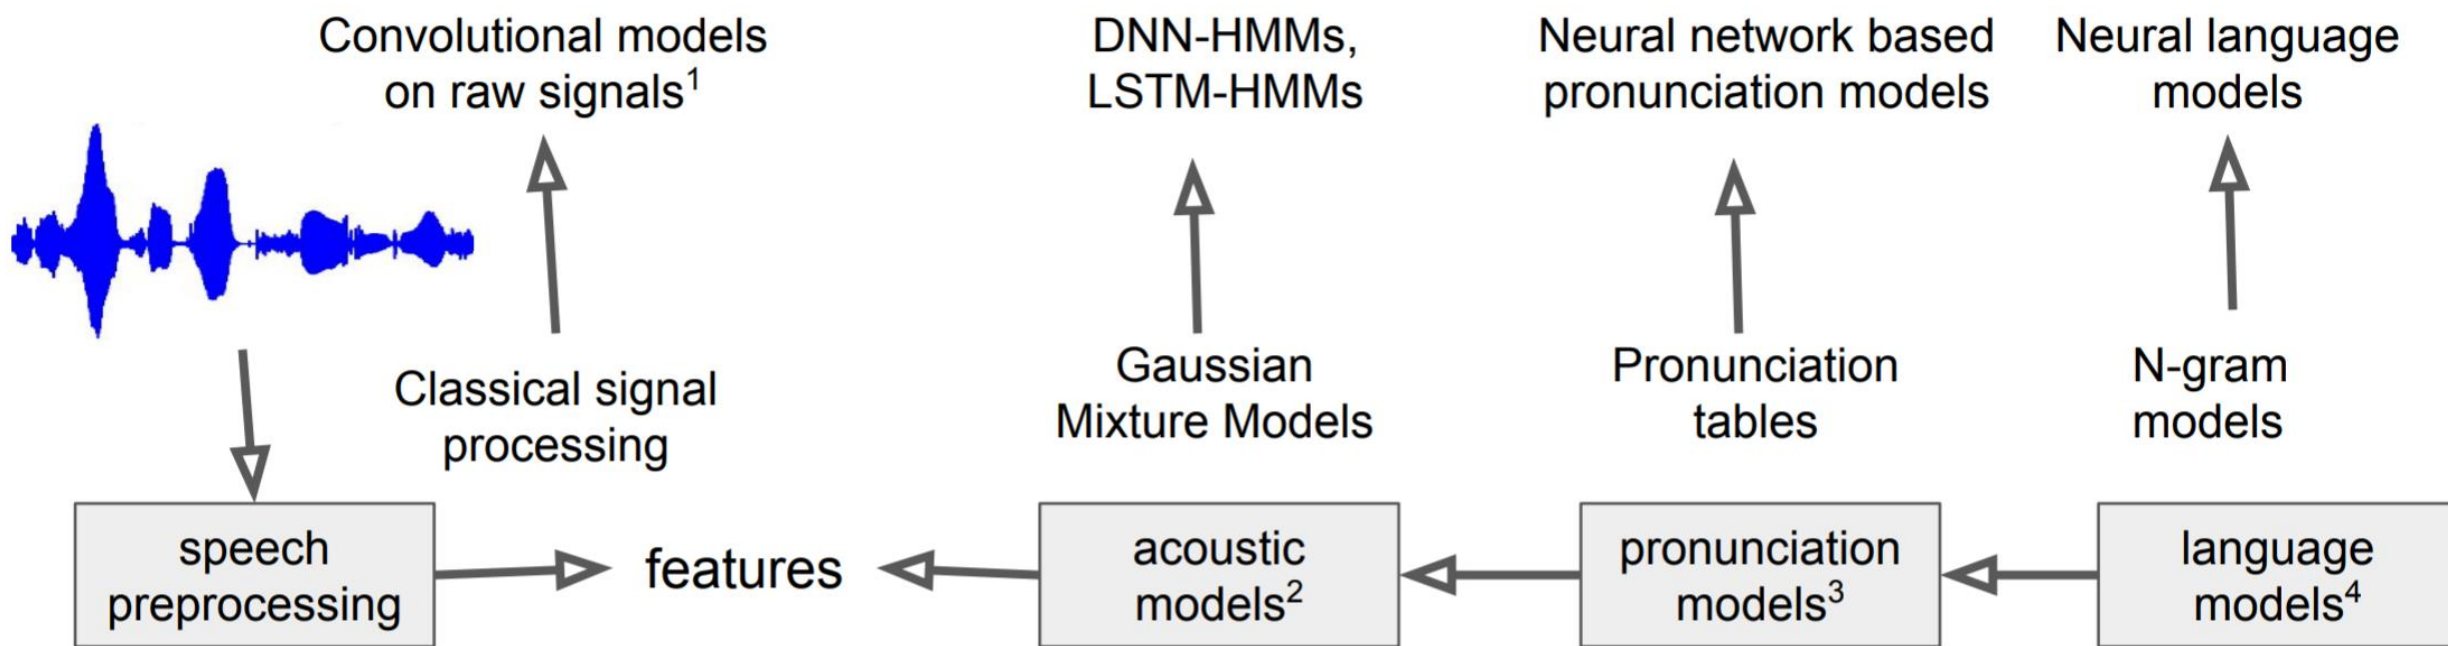 Convolutional models
on raw signals¹
DNN-HMMs,
LSTM-HMMs
Neural network based
pronunciation models
Neural language
models
Classical signal
processing
Gaussian
Mixture Models
Pronunciation
tables
N-gram
models
speech
preprocessing
features
acoustic
models²
pronunciation
models³
language
models⁴